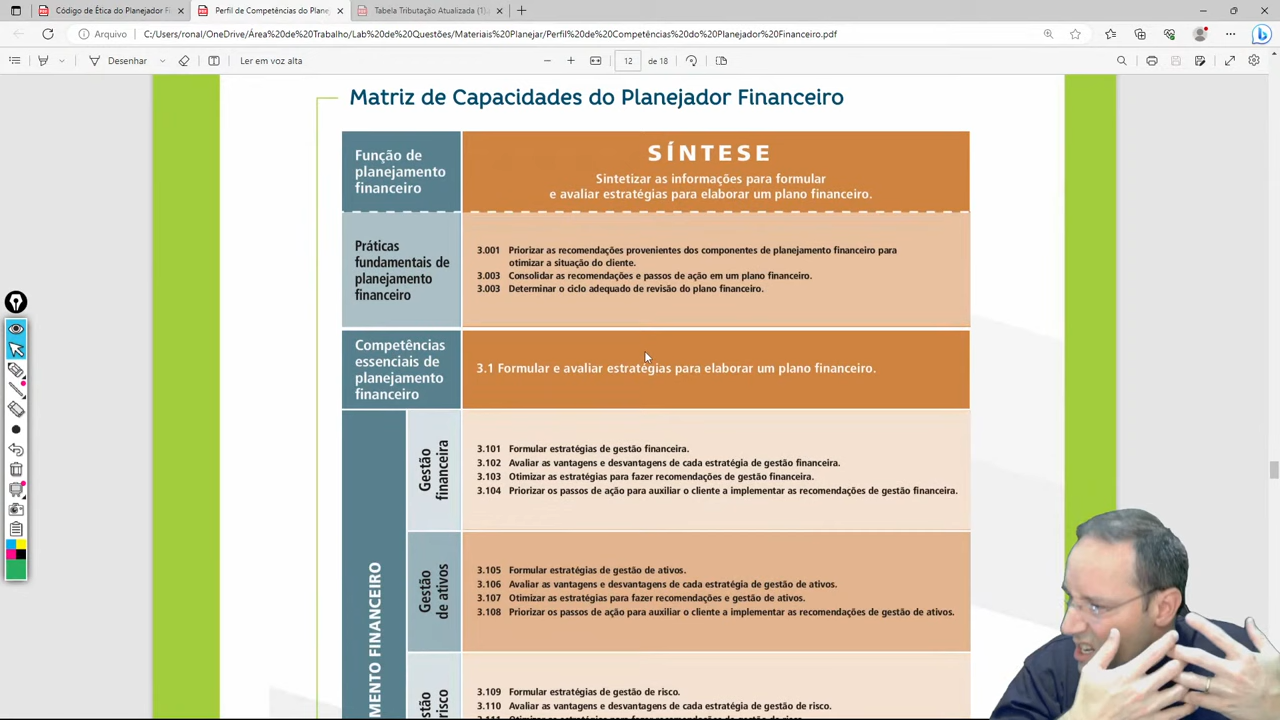 Código de Ética do Planejador Fi
Perfil de Competências do Plane
Tabela Tributação Atualizada (1).
Arquivo
C:/Users/ronal/OneDrive/Área%20de%20Trabalho/Lab%20de%20Questões/Materiais%20Planejar/Perfil%20de%20Competências%20do%20Planejador%20Financeiro.pdf
Desenhar
Ler em voz alta
12
de 18
Matriz de Capacidades do Planejador Financeiro
Função de
planejamento
financeiro
SÍNTESE
Sintetizar as informações para formular
e avaliar estratégias para elaborar um plano financeiro.
Práticas
fundamentais de
planejamento
financeiro
3.001 Priorizar as recomendações provenientes dos componentes de planejamento financeiro para
otimizar a situação do cliente.
3.003 Consolidar as recomendações e passos de ação em um plano financeiro.
3.003 Determinar o ciclo adequado de revisão do plano financeiro.
Competências
essenciais de
planejamento
financeiro
3.1 Formular e avaliar estratégias para elaborar um plano financeiro.
MENTO FINANCEIRO
Gestão
financeira
3.101 Formular estratégias de gestão financeira.
3.102 Avaliar as vantagens e desvantagens de cada estratégia de gestão financeira.
3.103 Otimizar as estratégias para fazer recomendações de gestão financeira.
3.104 Priorizar os passos de ação para auxiliar o cliente a implementar as recomendações de gestão financeira.
Gestão
de ativos
3.105 Formular estratégias de gestão de ativos.
3.106 Avaliar as vantagens e desvantagens de cada estratégia de gestão de ativos.
3.107 Otimizar as estratégias para fazer recomendações e gestão de ativos.
3.108 Priorizar os passos de ação para auxiliar o cliente a implementar as recomendações de gestão de ativos.
stão
risco
3.109 Formular estratégias de gestão de risco.
3.110 Avaliar as vantagens e desvantagens de cada estratégia de gestão de risco.